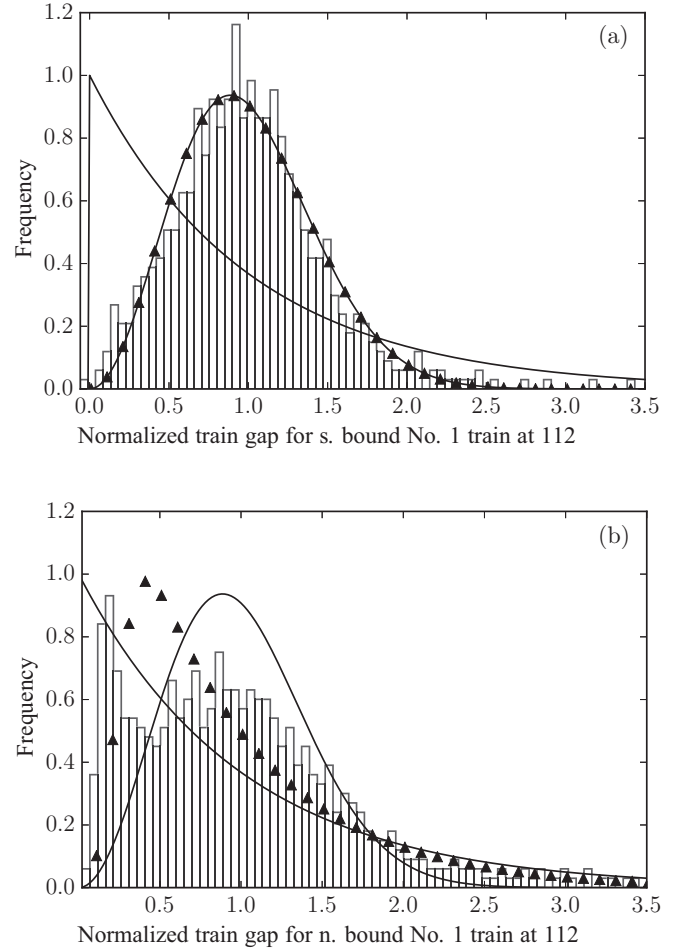 (a)
1.2
1.0
0.8
0.6
0.4
0.2
0.0
Frequency
0.0 0.5 1.0 1.5 2.0 2.5 3.0 3.5
Normalized train gap for s. bound No. 1 train at 112
(b)
1.2
1.0
0.8
0.6
0.4
0.2
0.0
Frequency
0.5 1.0 1.5 2.0 2.5 3.0 3.5
Normalized train gap for n. bound No. 1 train at 112